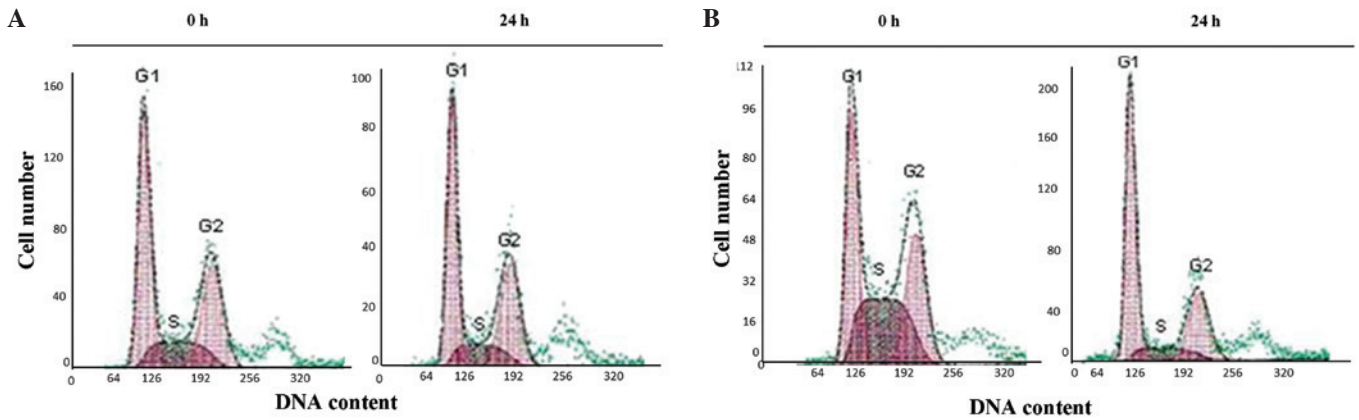 A
0 h
24 h
B
0 h
24 h
G1
G2
S
160
120
80
40
0
0 64 126 192 256 320
G1
G2
S
100
80
60
40
20
0
0 64 126 192 256 320
Cell number
DNA content
G1
G2
S
112
96
80
64
48
32
16
0
64 126 192 256 320
G1
G2
S
200
160
120
80
40
0
0 64 126 192 256 320
Cell number
DNA content